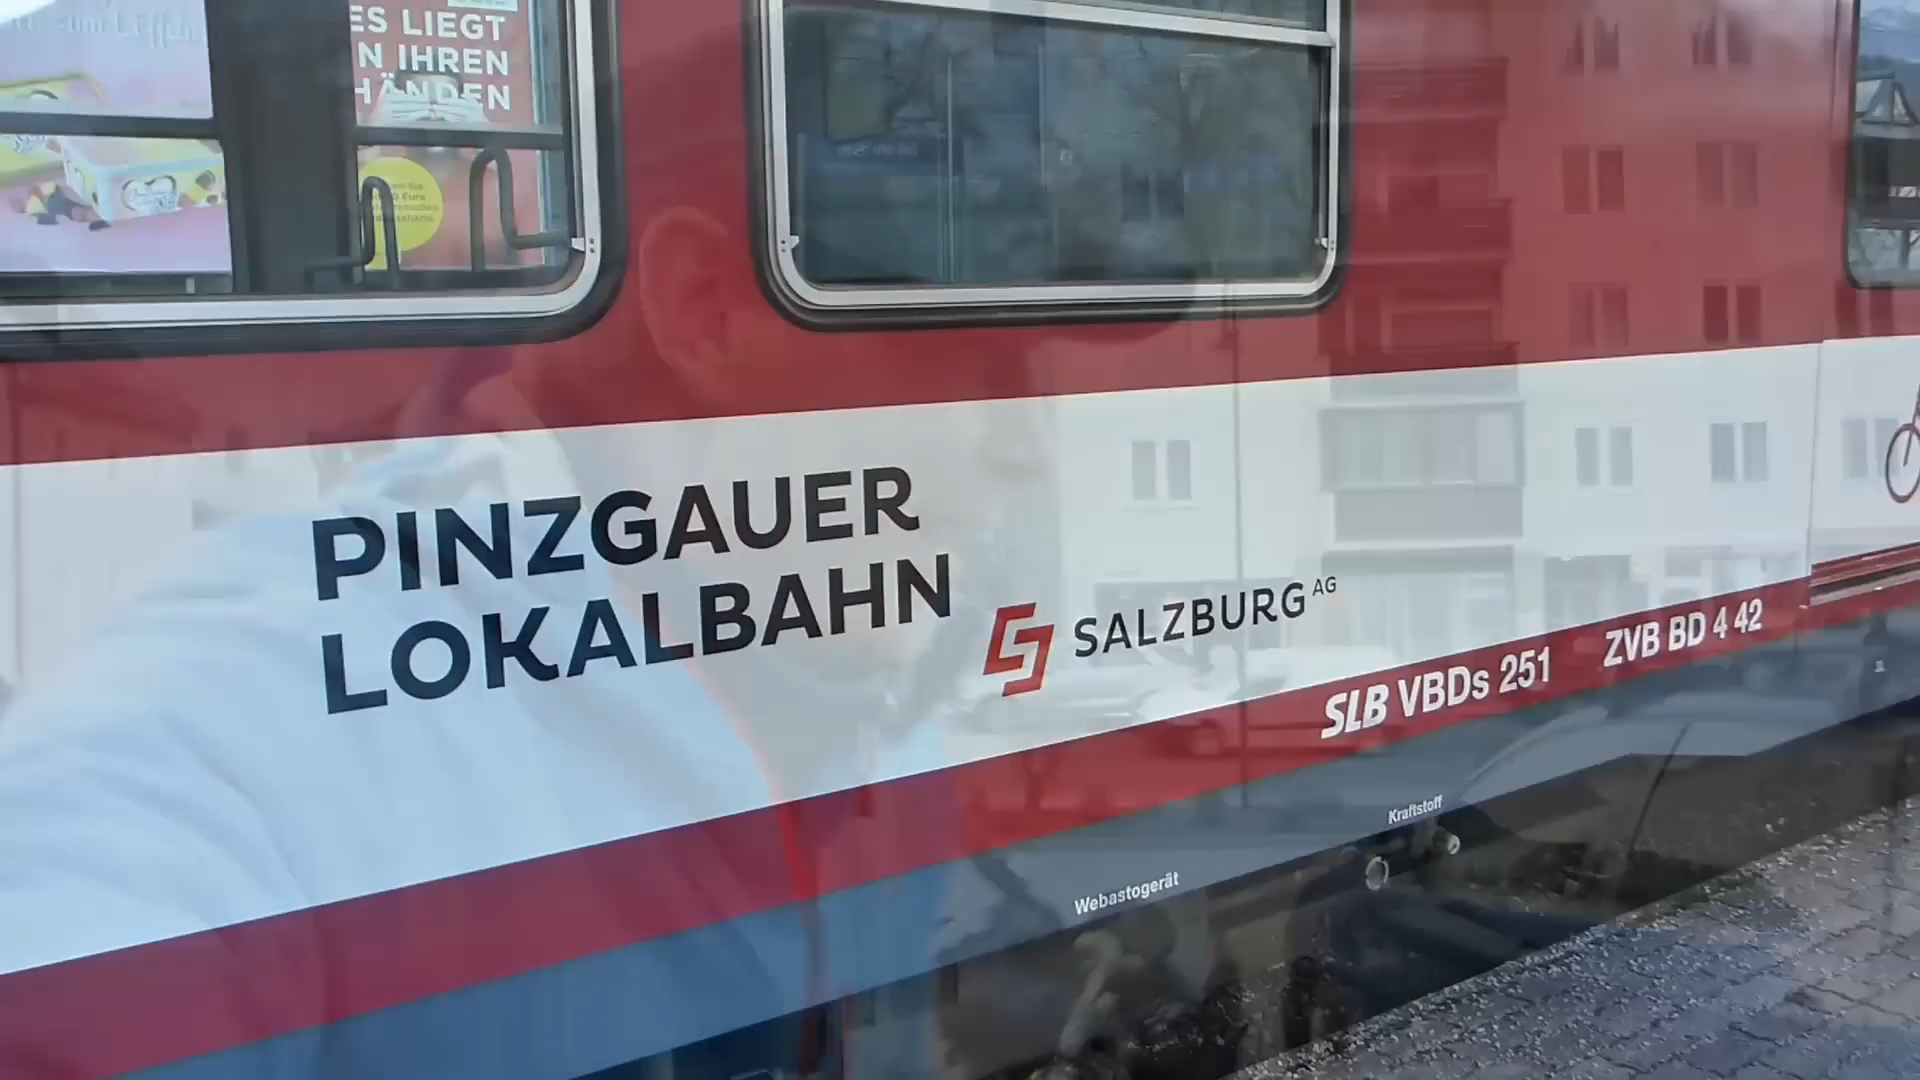 ES LIEGT
N IHREN
HÄNDEN
PINZGAUER
LOKALBAHN
SALZBURG AG
SLB VBDs 251
ZVB BD 4 42
Kraftstoff
Webastogerät